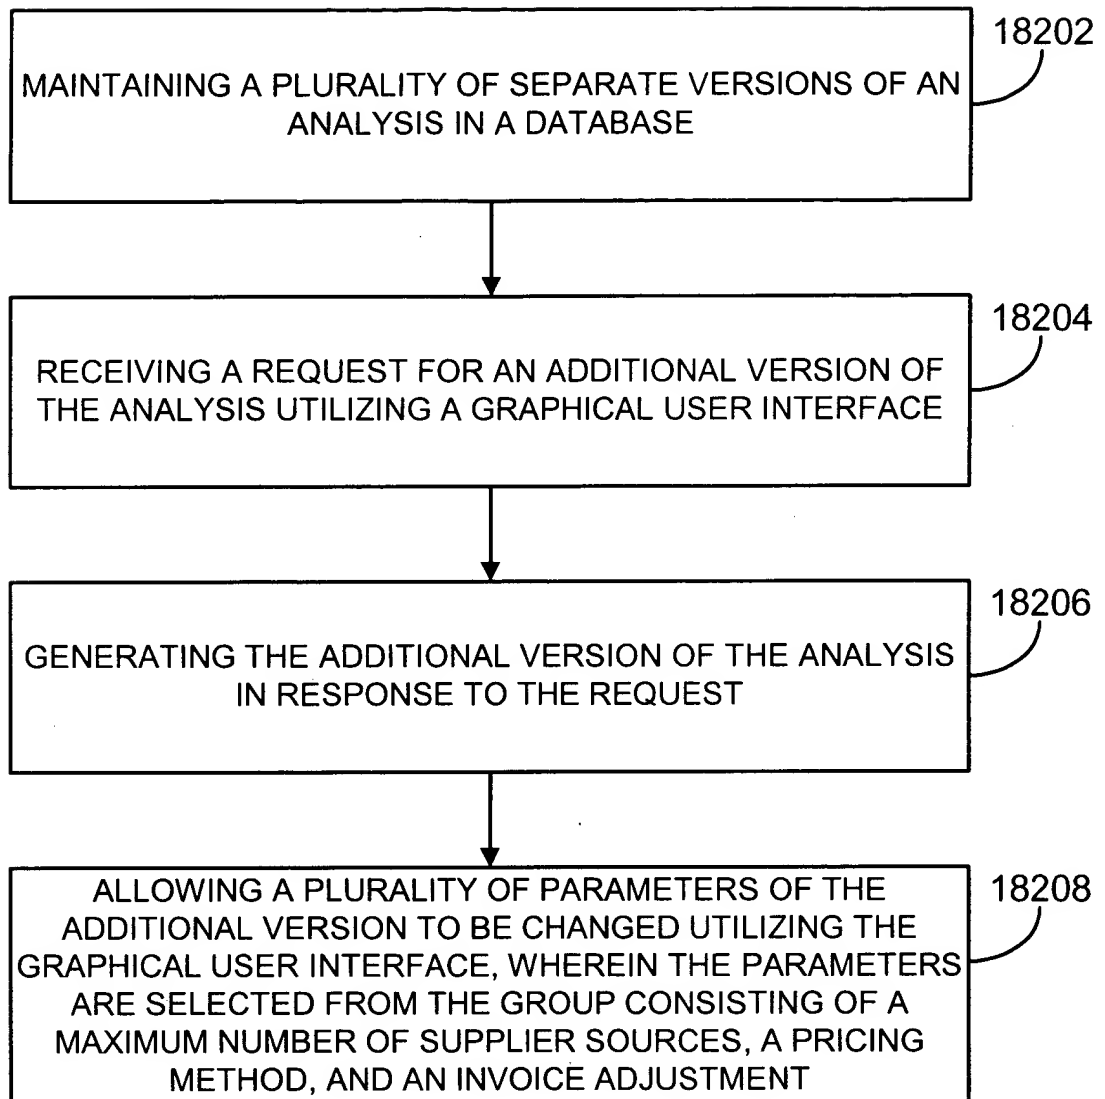 18202
MAINTAINING A PLURALITY OF SEPARATE VERSIONS OF AN
ANALYSIS IN A DATABASE
18204
RECEIVING A REQUEST FOR AN ADDITIONAL VERSION OF
THE ANALYSIS UTILIZING A GRAPHICAL USER INTERFACE
18206
GENERATING THE ADDITIONAL VERSION OF THE ANALYSIS
IN RESPONSE TO THE REQUEST
18208
ALLOWING A PLURALITY OF PARAMETERS OF THE
ADDITIONAL VERSION TO BE CHANGED UTILIZING THE
GRAPHICAL USER INTERFACE, WHEREIN THE PARAMETERS
ARE SELECTED FROM THE GROUP CONSISTING OF A
MAXIMUM NUMBER OF SUPPLIER SOURCES, A PRICING
METHOD, AND AN INVOICE ADJUSTMENT